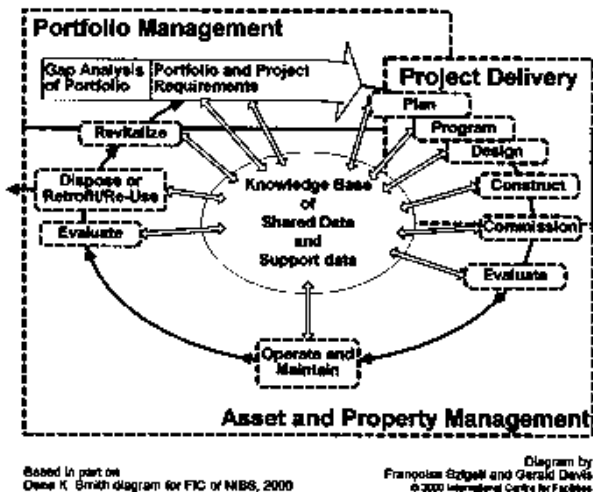 Portfolio Management
Gap Analysis
of Portfolio
Portfolio and Project
Requirements
Project Delivery
Plan
Program
Design
Construct
Commission
Evaluate
Revitalize
Dispose or
Retrofit/Re-Use
Evaluate
Knowledge Base
of
Shared Data
and
Support data
Operate and
Maintain
Asset and Property Management
Based in part on
Dana K Smith diagram for FIC of NIBS, 2000
Diagram by
Françoise Szigeti and Gerald Davis
© 2000 International Centre for Facilities